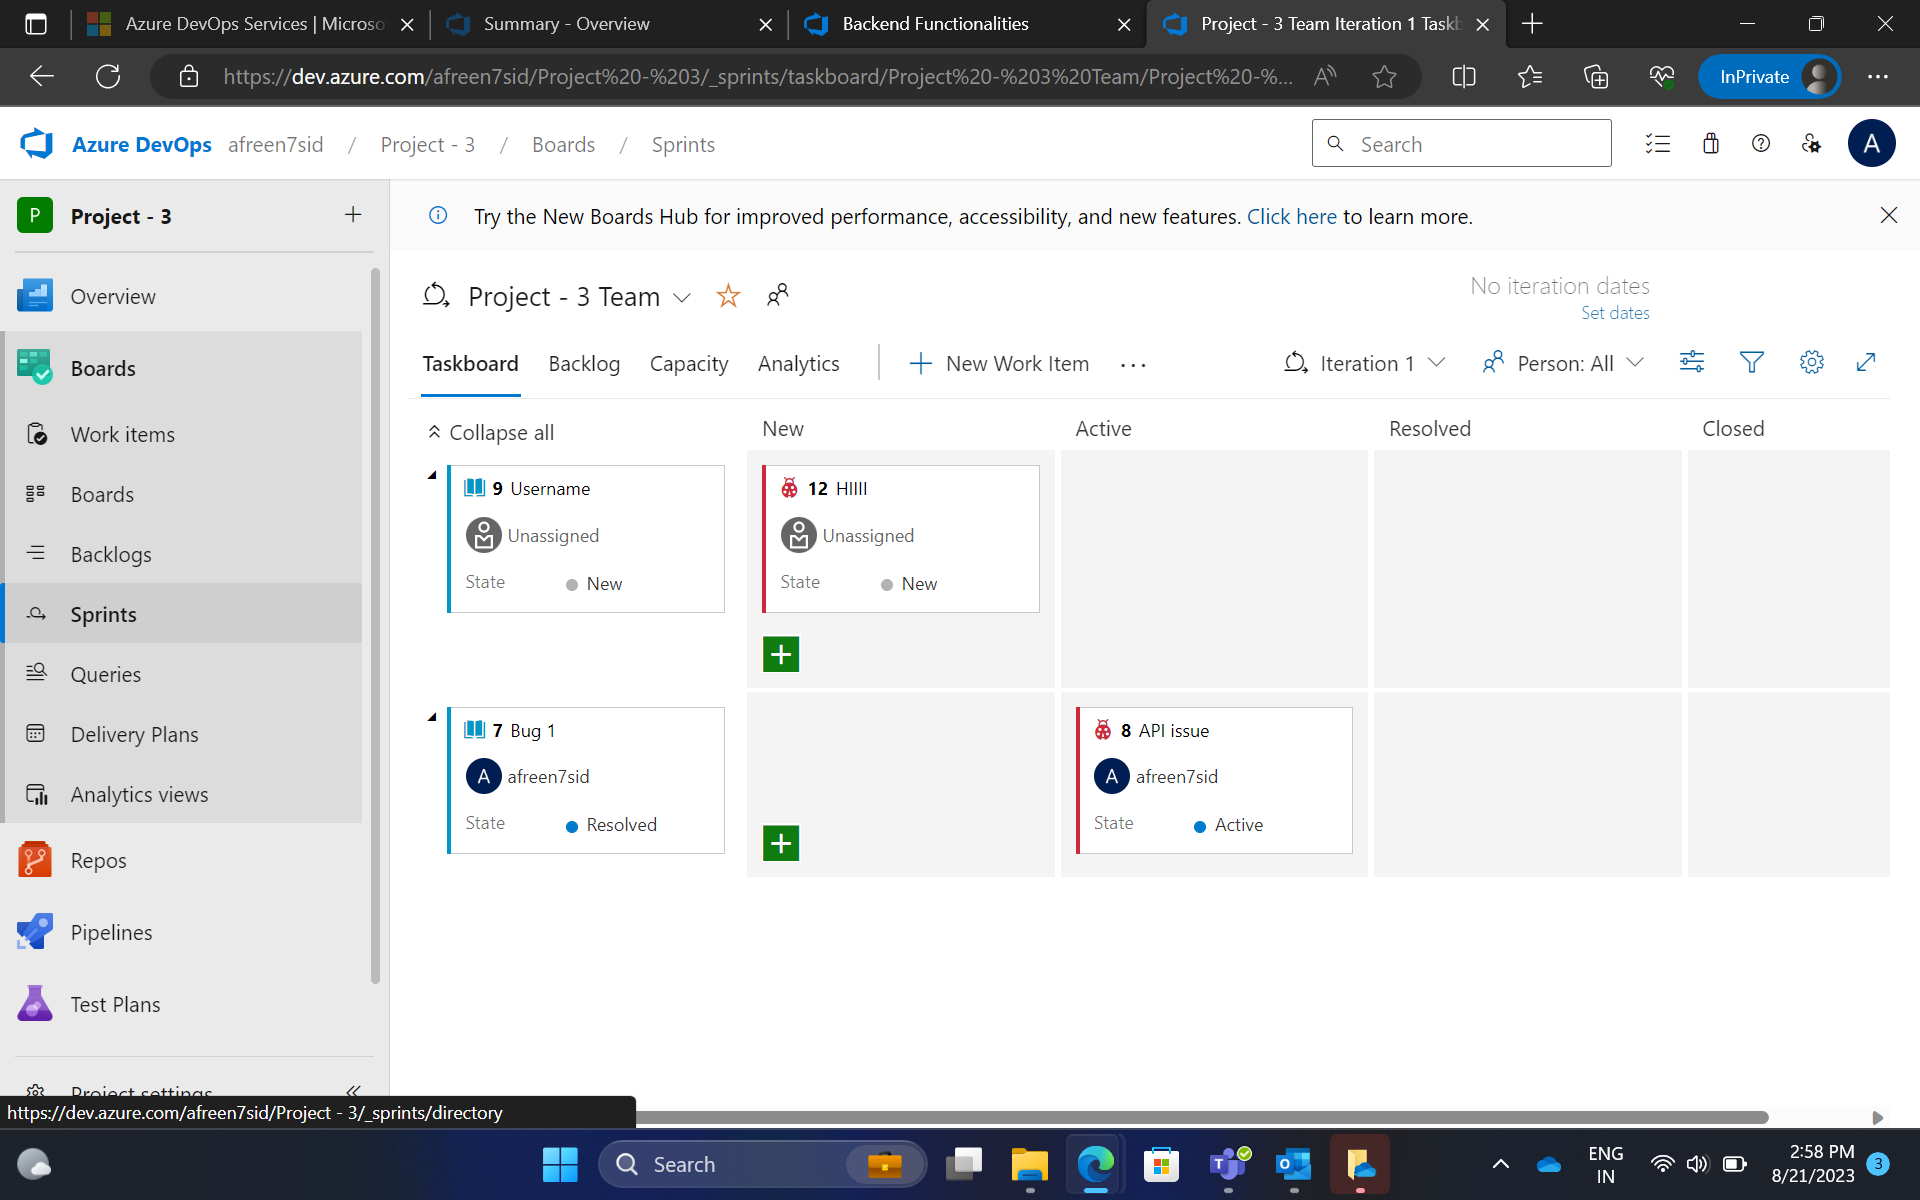 Azure DevOps Services | Microso
Summary - Overview
Backend Functionalities
Project - 3 Team Iteration 1 Taskb
https://dev.azure.com/afreen7sid/Project%20-%203/_sprints/taskboard/Project%20-%203%20Team/Project%20-%...
InPrivate
Azure DevOps afreen7sid / Project - 3 / Boards / Sprints
Search
A
P Project - 3
Try the New Boards Hub for improved performance, accessibility, and new features. Click here to learn more.
Overview
Boards
Work items
Boards
Backlogs
Sprints
Queries
Delivery Plans
Analytics views
Repos
Pipelines
Test Plans
Project settings
Project - 3 Team
No iteration dates
Set dates
Taskboard Backlog Capacity Analytics New Work Item
Iteration 1 Person: All
Collapse all New Active Resolved Closed
9 Username
Unassigned
State New
12 HIIII
Unassigned
State New
7 Bug 1
A afreen7sid
State Resolved
8 API issue
A afreen7sid
State Active
https://dev.azure.com/afreen7sid/Project - 3/_sprints/directory
Search
ENG
IN
2:58 PM
8/21/2023
3